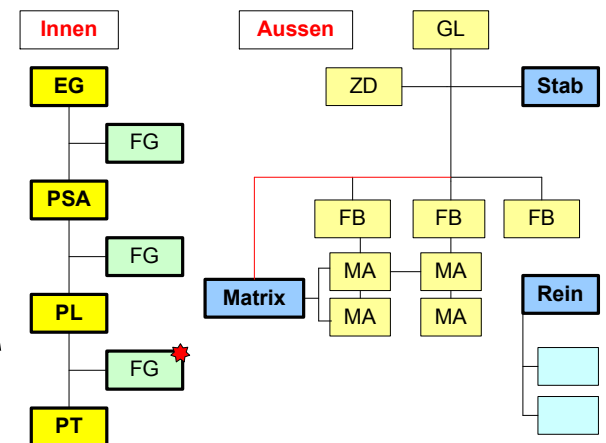 Innen
Aussen
GL
EG
ZD
Stab
FG
PSA
FB
FB
FB
FG
MA
MA
Matrix
Rein
PL
MA
MA
FG
PT